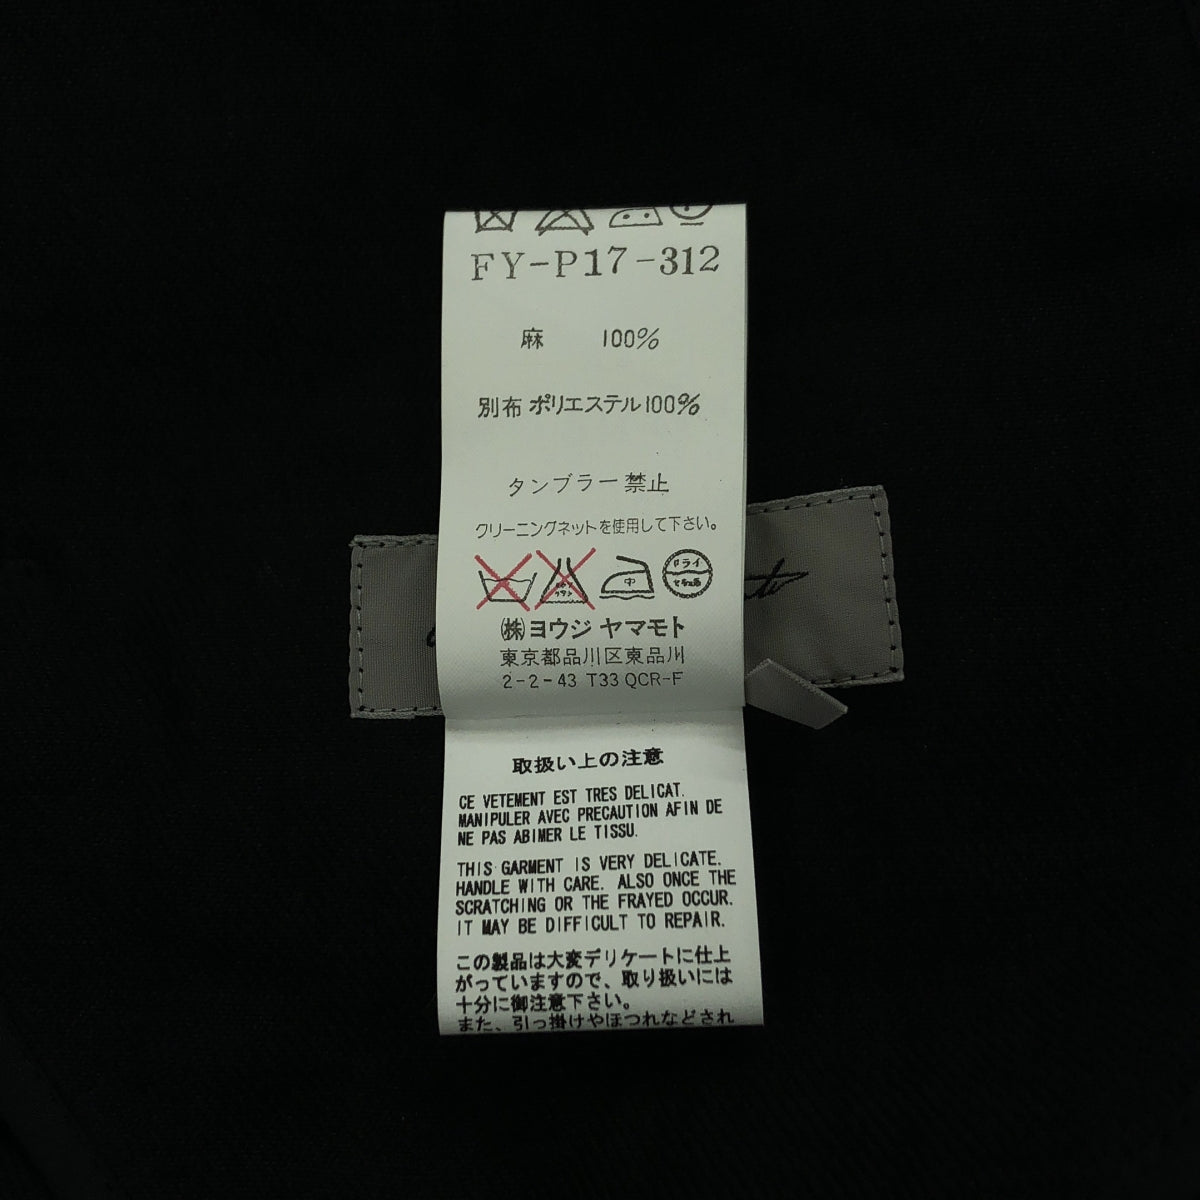 FY-P17-312
麻 100%
別布 ポリエステル100%
タンブラー 禁止
クリーニングネットを使用して下さい。
中 ドライ
㈱ヨウジ ヤマモト
東京都品川区東品川
2-2-43 T33 QCR-F
取扱い上の注意
CE VETEMENT EST TRES DELICAT.
MANIPULER AVEC PRECAUTION AFIN DE
NE PAS ABIMER LE TISSU.
THIS GARMENT IS VERY DELICATE.
HANDLE WITH CARE. ALSO ONCE THE
SCRATCHING OR THE FRAYED OCCUR.
IT MAY BE DIFFICULT TO REPAIR.
この製品は大変デリケートに仕上
がっていますので、取り扱いには
十分に御注意下さい。
また、引っ掛けやほつれなどされ